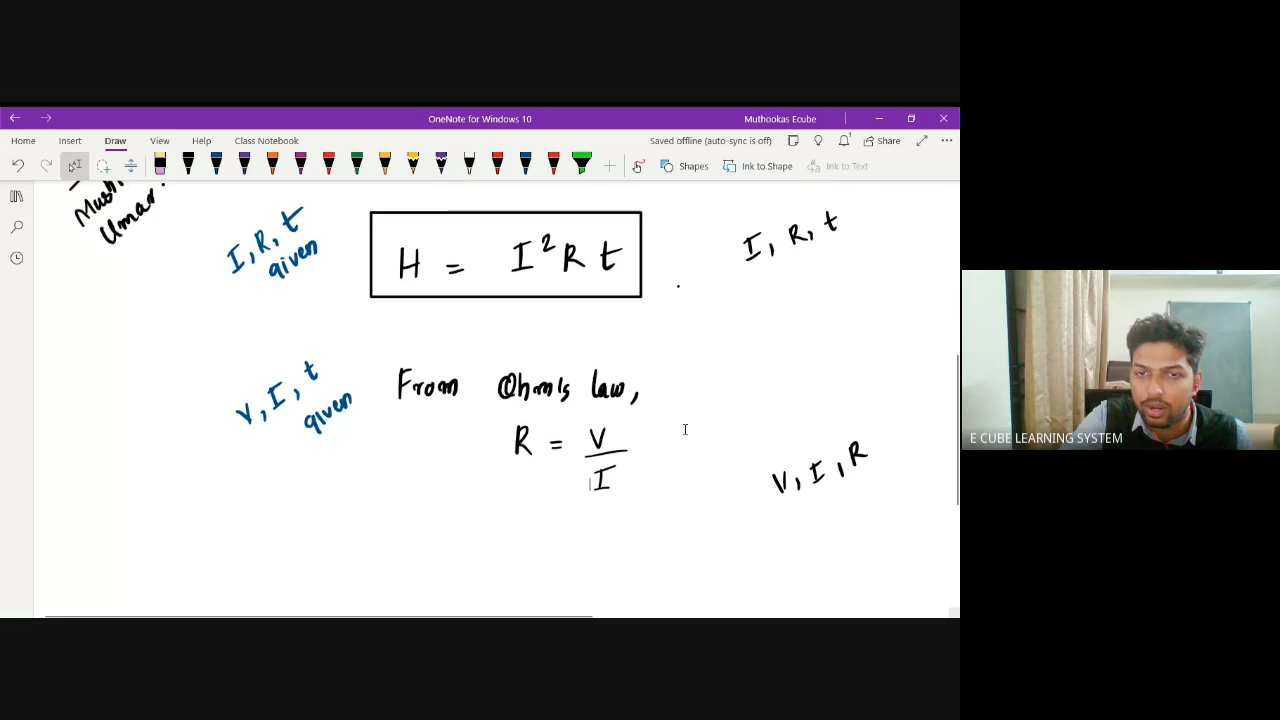 OneNote for Windows 10
Muthookas Ecube
Home Insert Draw View Help Class Notebook
Saved offline (auto-sync is off)
Share
Shapes
Ink to Shape
Ink to Text
Umar.
I, R, t
given
H = I² R t
I, R, t
V, I, t
given
From Ohm's law,
R = V
I
V, I, R
E CUBE LEARNING SYSTEM